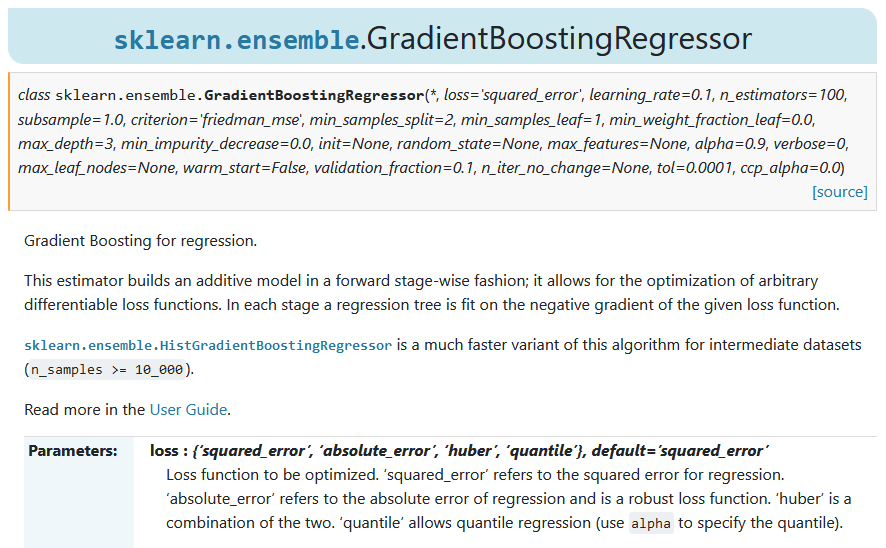 sklearn.ensemble.GradientBoostingRegressor
class sklearn.ensemble.GradientBoostingRegressor(*, loss='squared_error', learning_rate=0.1, n_estimators=100,
subsample=1.0, criterion='friedman_mse', min_samples_split=2, min_samples_leaf=1, min_weight_fraction_leaf=0.0,
max_depth=3, min_impurity_decrease=0.0, init=None, random_state=None, max_features=None, alpha=0.9, verbose=0,
max_leaf_nodes=None, warm_start=False, validation_fraction=0.1, n_iter_no_change=None, tol=0.0001, ccp_alpha=0.0)
[source]
Gradient Boosting for regression.
This estimator builds an additive model in a forward stage-wise fashion; it allows for the optimization of arbitrary
differentiable loss functions. In each stage a regression tree is fit on the negative gradient of the given loss function.
sklearn.ensemble.HistGradientBoostingRegressor is a much faster variant of this algorithm for intermediate datasets
(n_samples >= 10_000).
Read more in the User Guide.
Parameters: loss : {‘squared_error’, ‘absolute_error’, ‘huber’, ‘quantile’}, default=’squared_error’
Loss function to be optimized. ‘squared_error’ refers to the squared error for regression.
‘absolute_error’ refers to the absolute error of regression and is a robust loss function. ‘huber’ is a
combination of the two. ‘quantile’ allows quantile regression (use alpha to specify the quantile).